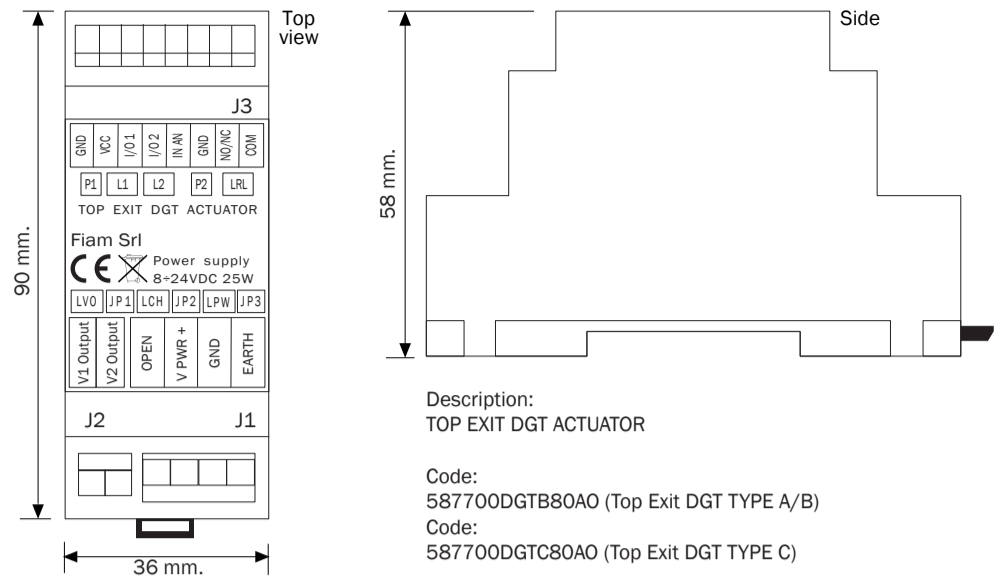 Top
view
Side
J3
GND VCC I/O1 I/O2 IN AN GND NO/NC COM
P1 L1 L2 P2 LRL
TOP EXIT DGT ACTUATOR
Fiam Srl
CE Power supply
8÷24VDC 25W
LVO JP1 LCH JP2 LPW JP3
V1 Output V2 Output OPEN V PWR + GND EARTH
J2 J1
90 mm.
36 mm.
58 mm.
Description:
TOP EXIT DGT ACTUATOR
Code:
587700DGTB80AO (Top Exit DGT TYPE A/B)
Code:
587700DGTC80AO (Top Exit DGT TYPE C)